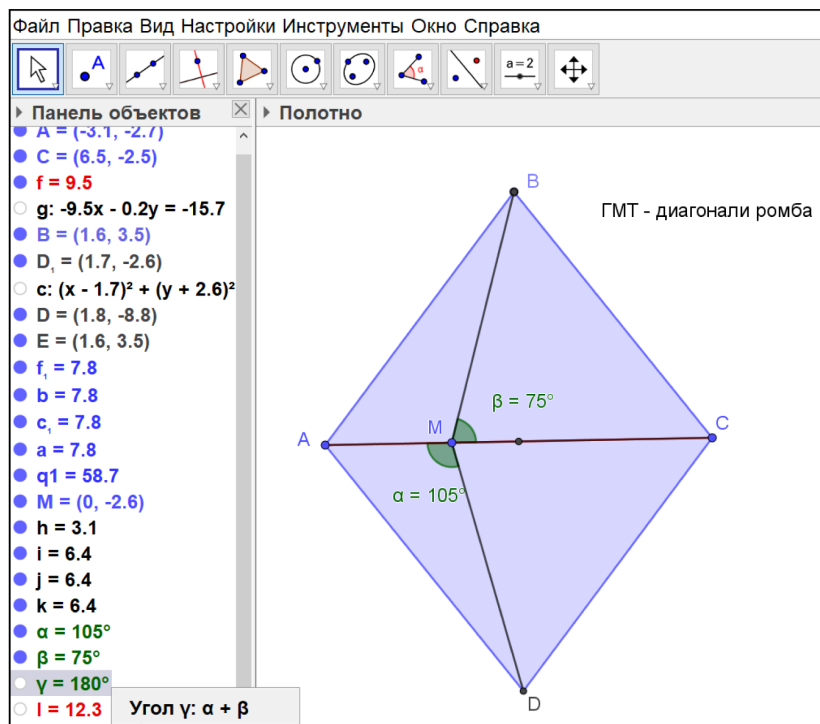 Файл Правка Вид Настройки Инструменты Окно Справка
A
α
a = 2
Панель объектов
Полотно
A = (-3.1, -2.7)
C = (6.5, -2.5)
f = 9.5
g: -9.5x - 0.2y = -15.7
B = (1.6, 3.5)
D₁ = (1.7, -2.6)
c: (x - 1.7)² + (y + 2.6)²
D = (1.8, -8.8)
E = (1.6, 3.5)
f₁ = 7.8
b = 7.8
c₁ = 7.8
a = 7.8
q1 = 58.7
M = (0, -2.6)
h = 3.1
i = 6.4
j = 6.4
k = 6.4
α = 105°
β = 75°
γ = 180°
l = 12.3
Угол γ: α + β
B
ГМТ - диагонали ромба
β = 75°
M
A
C
α = 105°
D